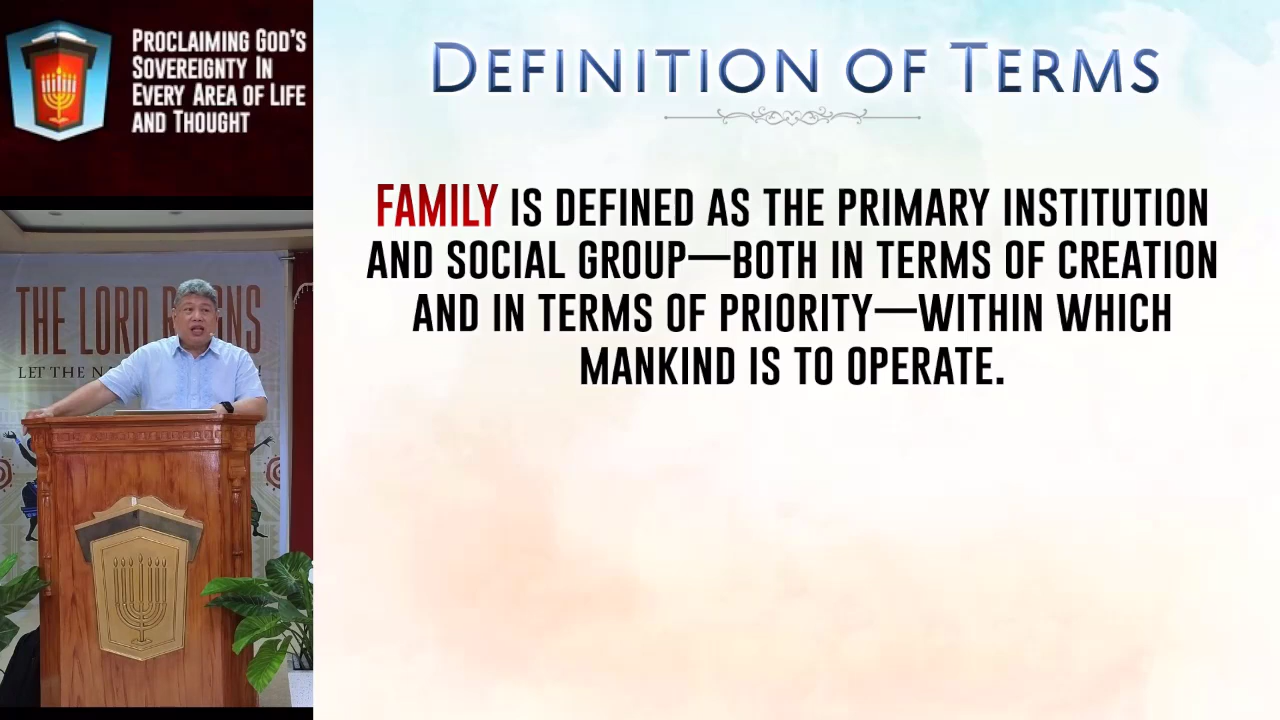 PROCLAIMING GOD'S
SOVEREIGNTY IN
EVERY AREA OF LIFE
AND THOUGHT
DEFINITION OF TERMS
FAMILY IS DEFINED AS THE PRIMARY INSTITUTION
AND SOCIAL GROUP—BOTH IN TERMS OF CREATION
AND IN TERMS OF PRIORITY—WITHIN WHICH
MANKIND IS TO OPERATE.
THE LORD
LET THE